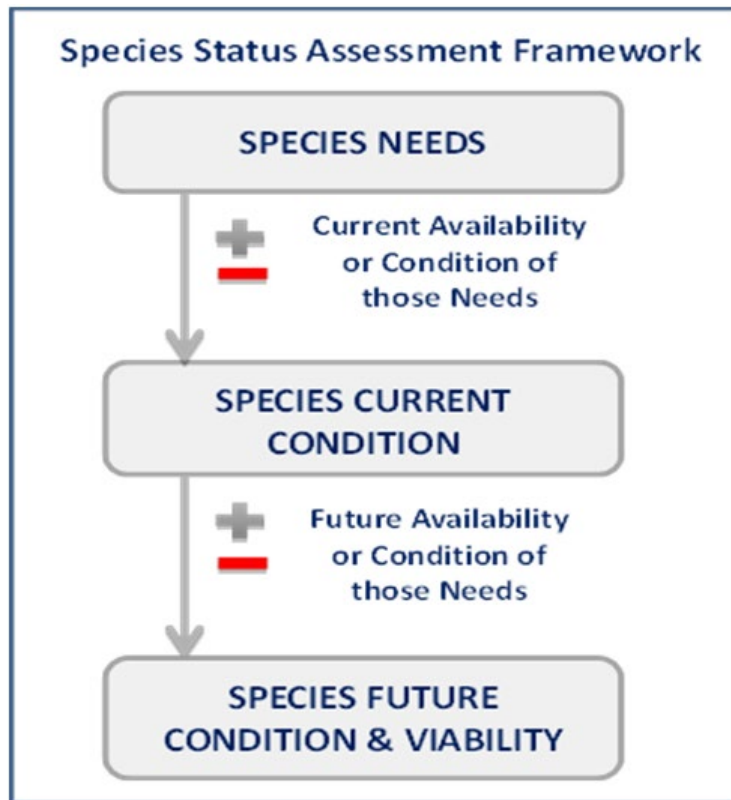 Species Status Assessment Framework
SPECIES NEEDS
Current Availability
or Condition of
those Needs
SPECIES CURRENT
CONDITION
Future Availability
or Condition of
those Needs
SPECIES FUTURE
CONDITION & VIABILITY